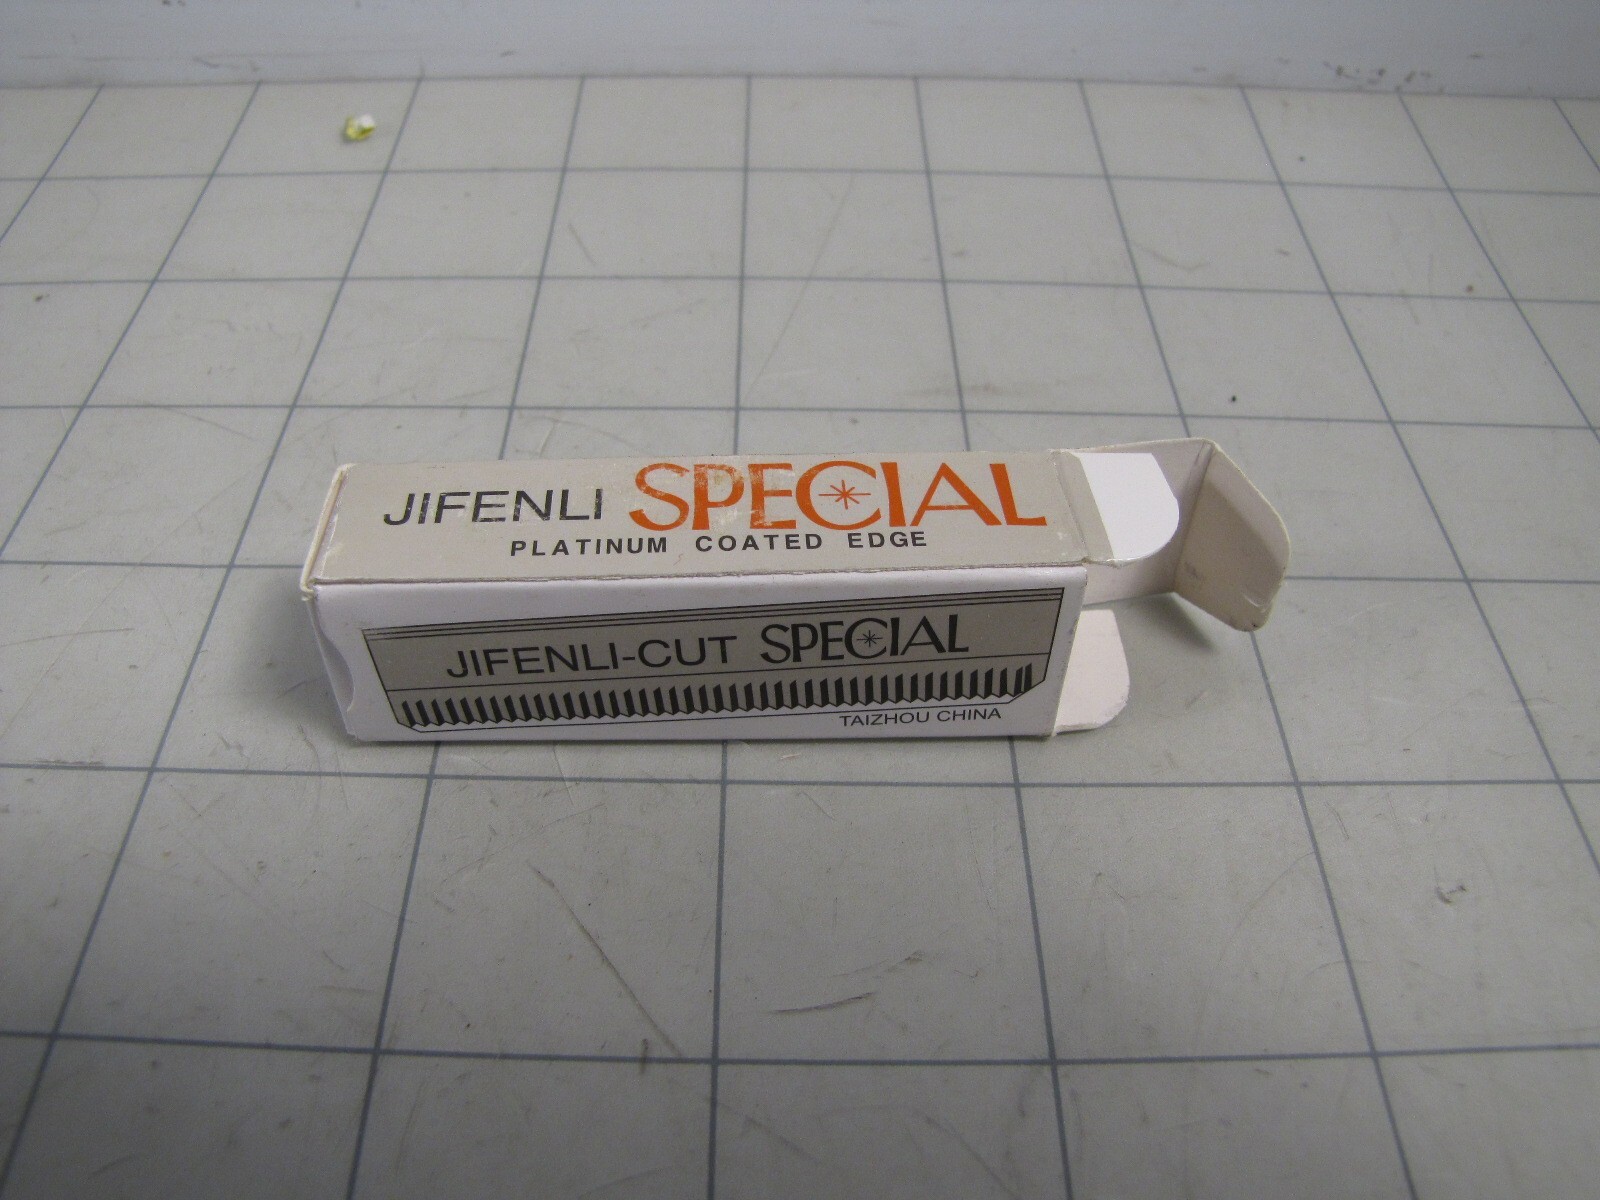 JIFENLI SPECIAL
PLATINUM COATED EDGE
JIFENLI-CUT SPECIAL
TAIZHOU CHINA